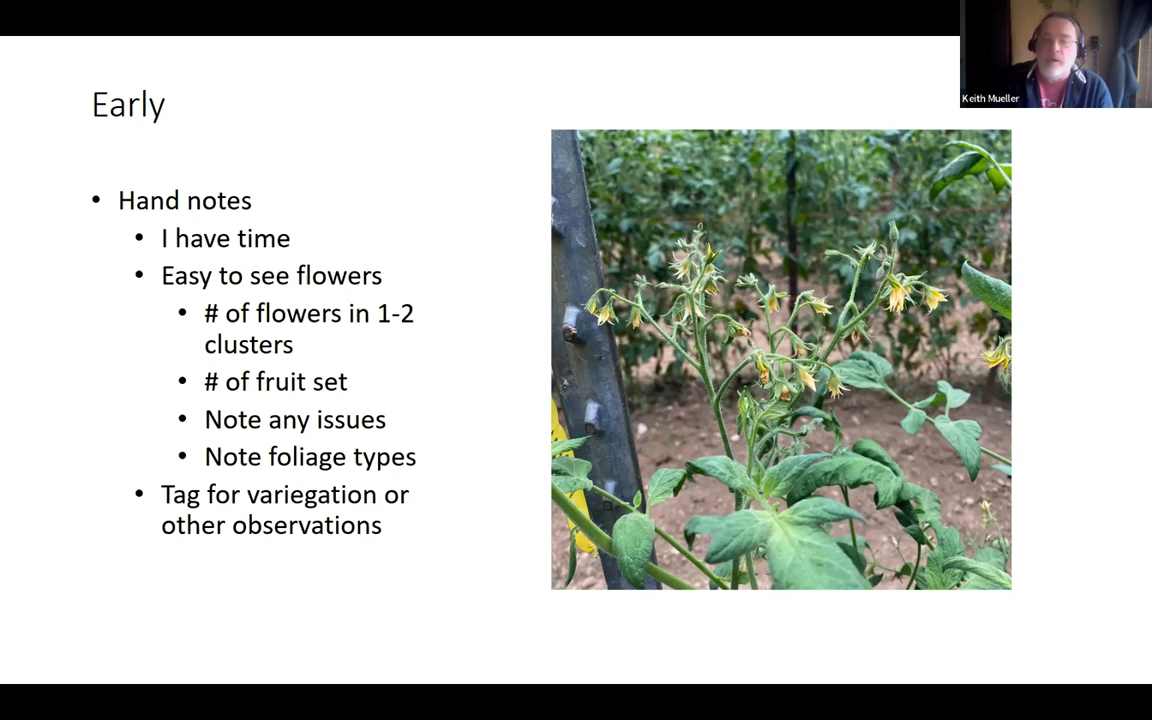 Keith Mueller
Early
• Hand notes
• I have time
• Easy to see flowers
• # of flowers in 1-2
clusters
• # of fruit set
• Note any issues
• Note foliage types
• Tag for variegation or
other observations